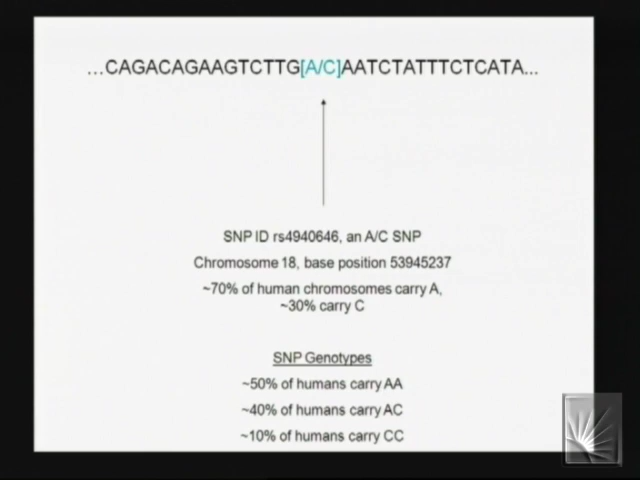 ...CAGACAGAAGTCTTG[A/C]AATCTATTTCTCATA...
SNP ID rs4940646, an A/C SNP
Chromosome 18, base position 53945237
~70% of human chromosomes carry A,
~30% carry C
SNP Genotypes
~50% of humans carry AA
~40% of humans carry AC
~10% of humans carry CC